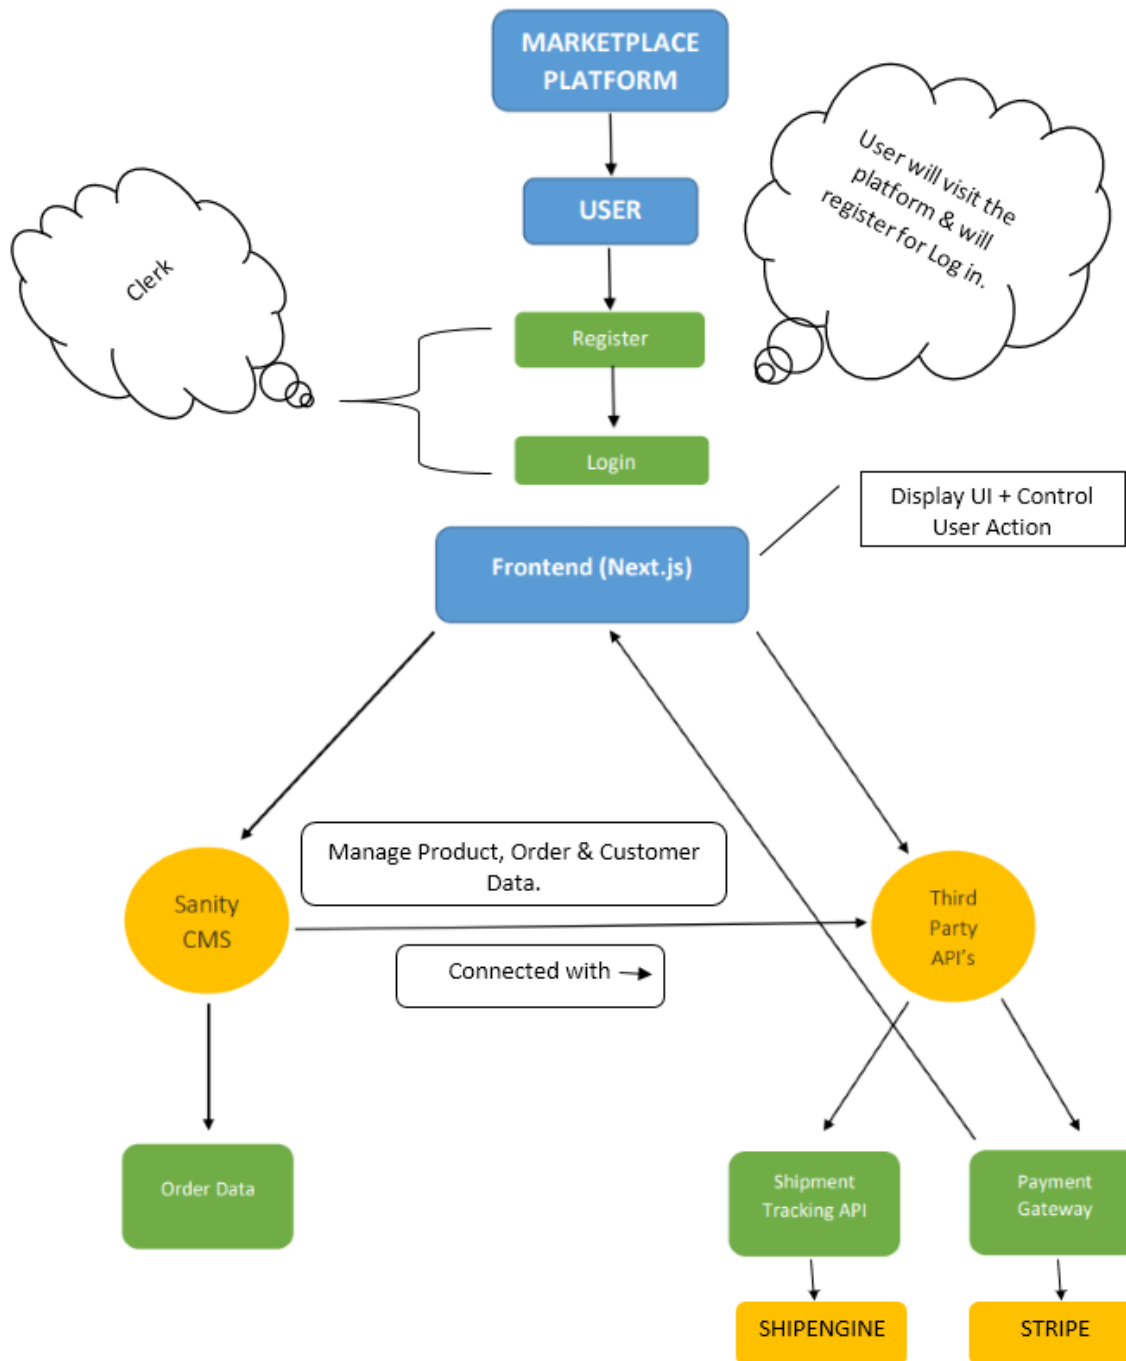 MARKETPLACE
PLATFORM
User will visit the
platform & will
register for Log in.
USER
Clerk
Register
Login
Display UI + Control
User Action
Frontend (Next.js)
Manage Product, Order & Customer
Data.
Sanity
CMS
Third
Party
API's
Connected with
Order Data
Shipment
Tracking API
Payment
Gateway
SHIPENGINE
STRIPE